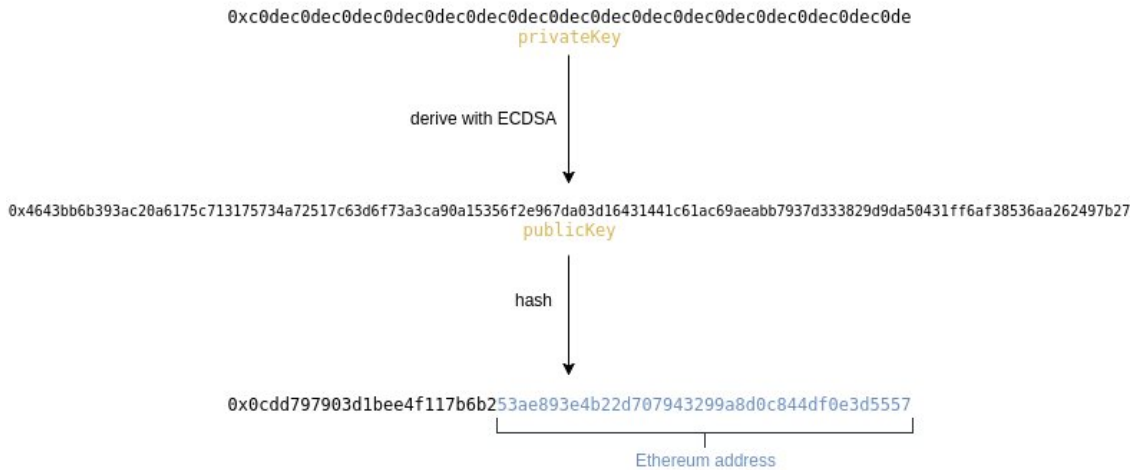 0xc0dec0dec0dec0dec0dec0dec0dec0dec0dec0dec0dec0dec0dec0dec0dec0de
privateKey
derive with ECDSA
0x4643bb6b393ac20a6175c713175734a72517c63d6f73a3ca90a15356f2e967da03d16431441c61ac69aeabb7937d333829d9da50431ff6af38536aa262497b27
publicKey
hash
0x0cdd797903d1bee4f117b6b253ae893e4b22d707943299a8d0c844df0e3d5557
Ethereum address